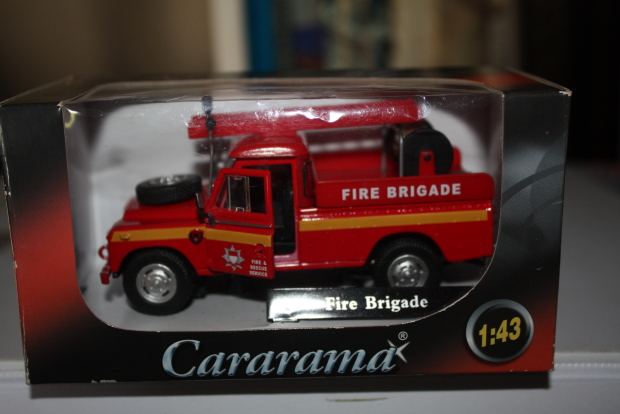 FIRE BRIGADE
FIRE &
RESCUE
SERVICE
Fire Brigade
1:43
Cararama®